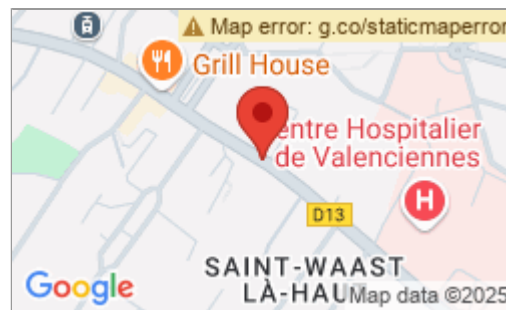 Map error: g.co/staticmaperror
Grill House
entre Hospitalier
de Valenciennes
H
D13
SAINT-WAAST
LÀ-HAU
Google
Map data ©2025